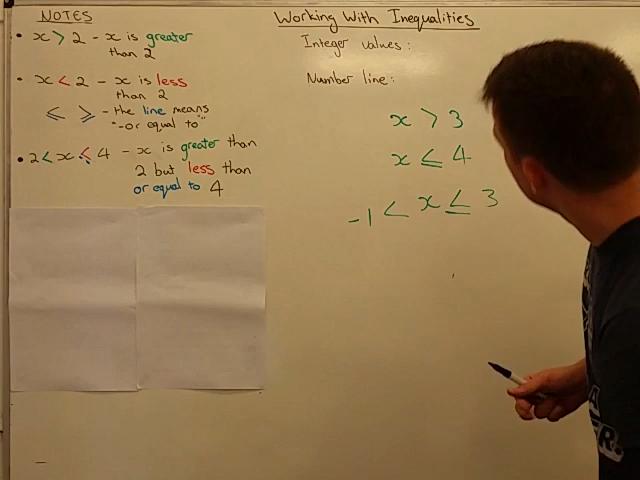 NOTES
• x > 2 - x is greater
than 2
• x < 2 - x is less
than 2
≤ ≥ - the line means
"-or equal to"
• 2 < x ≤ 4 - x is greater than
2 but less than
or equal to 4
Working With Inequalities
Integer values:
Number line:
x > 3
x ≤ 4
-1 < x ≤ 3